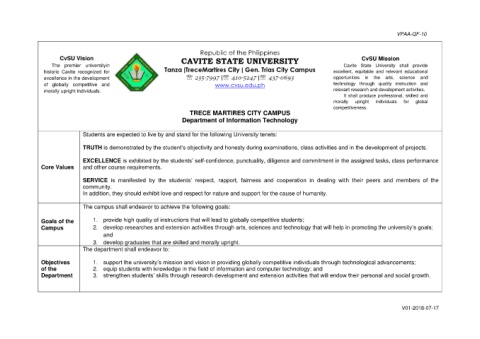 VPAA-QF-10
CvSU Vision
The premier university in
historic Cavite recognized for
excellence in the development
of globally competitive and
morally upright individuals.
Republic of the Philippines
CAVITE STATE UNIVERSITY
Tanza |TreceMartires City | Gen. Trias City Campus
☏ 235-7997 |☏ 410-5247 |☏ 437-0693
www.cvsu.edu.ph
CvSU Mission
Cavite State University shall provide
excellent, equitable and relevant educational
opportunities in the arts, science and
technology through quality instruction and
relevant research and development activities.
It shall produce professional, skilled and
morally upright individuals for global
competitiveness.
TRECE MARTIRES CITY CAMPUS
Department of Information Technology
Core Values
Students are expected to live by and stand for the following University tenets:
TRUTH is demonstrated by the student's objectivity and honesty during examinations, class activities and in the development of projects.
EXCELLENCE is exhibited by the students' self-confidence, punctuality, diligence and commitment in the assigned tasks, class performance
and other course requirements.
SERVICE is manifested by the students' respect, rapport, fairness and cooperation in dealing with their peers and members of the
community.
In addition, they should exhibit love and respect for nature and support for the cause of humanity.
Goals of the
Campus
The campus shall endeavor to achieve the following goals:
1. provide high quality of instructions that will lead to globally competitive students;
2. develop researches and extension activities through arts, sciences and technology that will help in promoting the university's goals;
and
3. develop graduates that are skilled and morally upright.
Objectives
of the
Department
The department shall endeavor to:
1. support the university's mission and vision in providing globally competitive individuals through technological advancements;
2. equip students with knowledge in the field of information and computer technology; and
3. strengthen students' skills through research development and extension activities that will endow their personal and social growth.
V01-2018-07-17